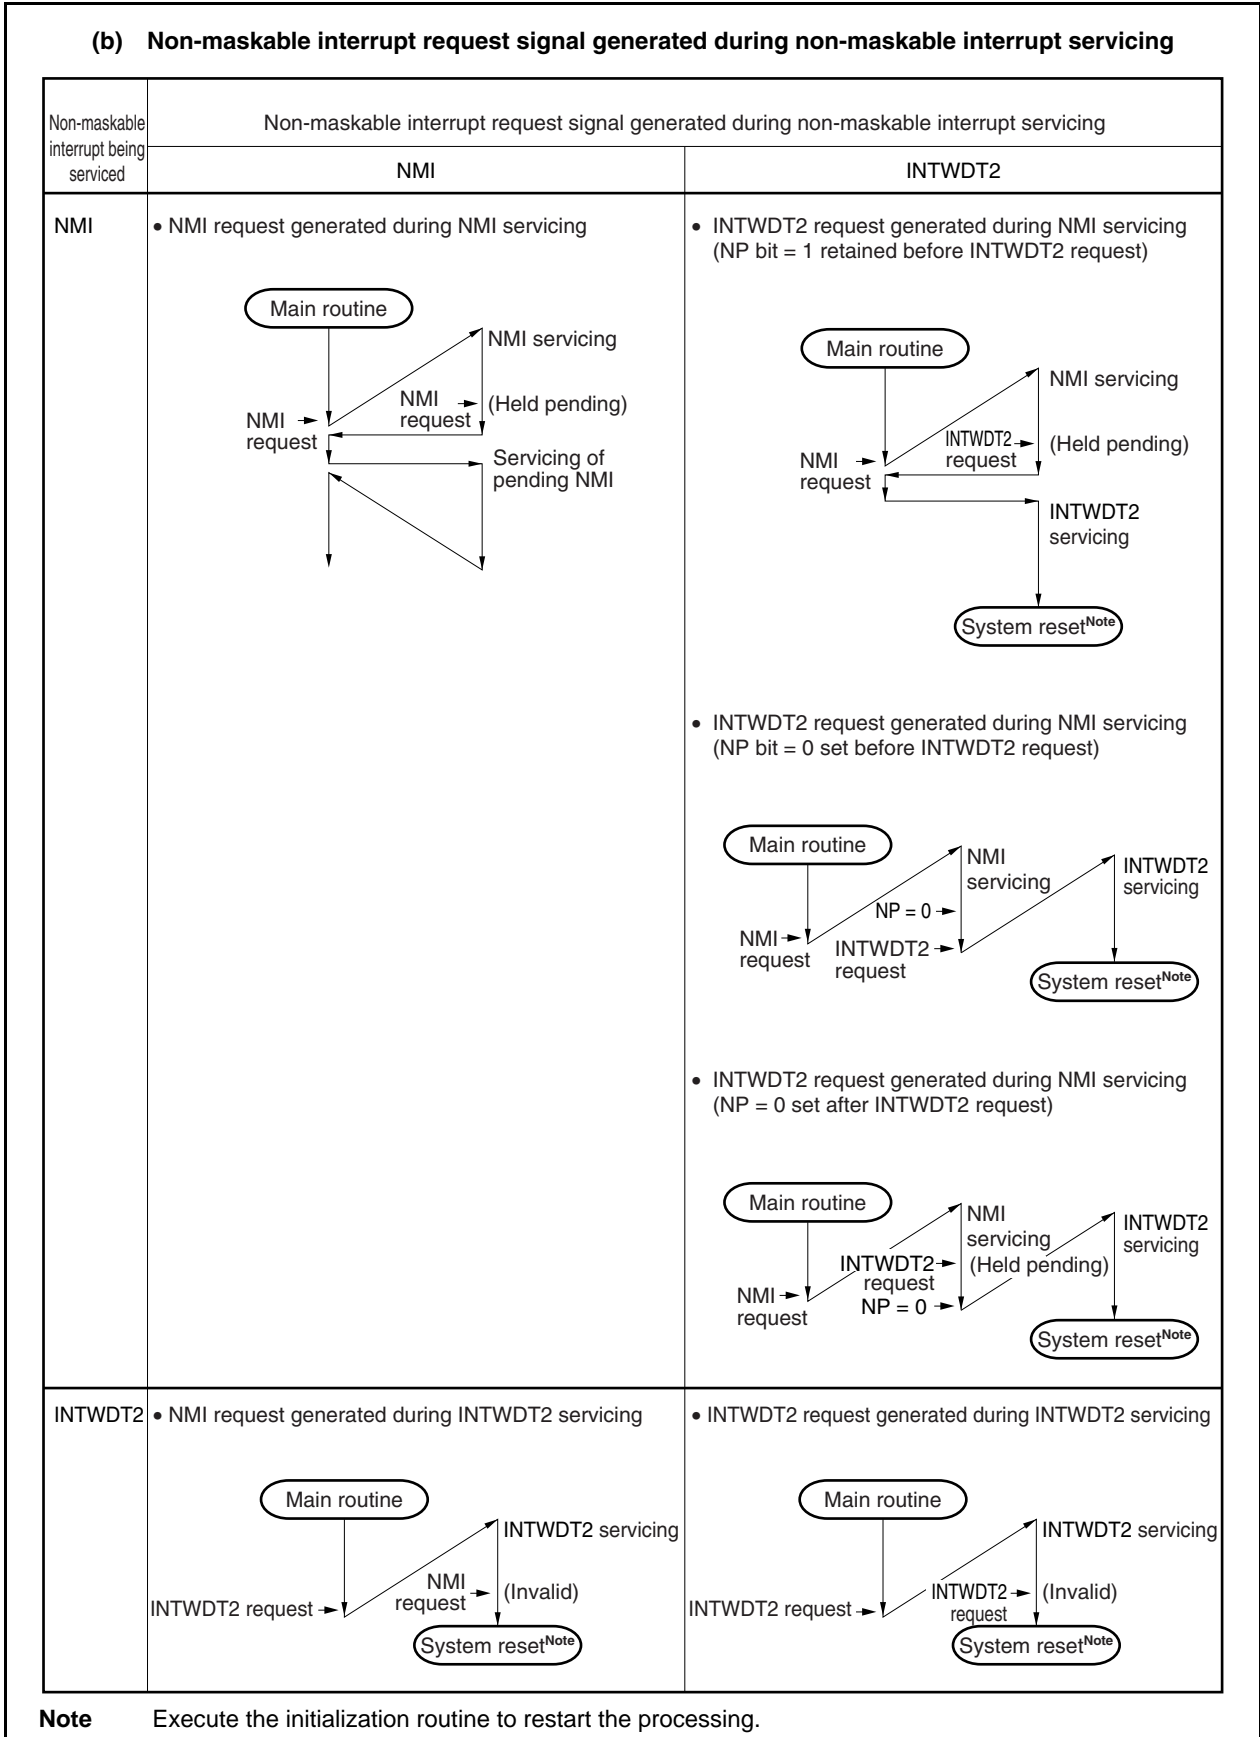 (b) Non-maskable interrupt request signal generated during non-maskable interrupt servicing
Non-maskable
interrupt being
serviced
Non-maskable interrupt request signal generated during non-maskable interrupt servicing
NMI
INTWDT2
NMI
• NMI request generated during NMI servicing
Main routine
NMI servicing
NMI
request
(Held pending)
NMI
request
Servicing of
pending NMI
• INTWDT2 request generated during NMI servicing
(NP bit = 1 retained before INTWDT2 request)
Main routine
NMI servicing
INTWDT2
request
(Held pending)
NMI
request
INTWDT2
servicing
System reset Note
• INTWDT2 request generated during NMI servicing
(NP bit = 0 set before INTWDT2 request)
Main routine
NMI
servicing
INTWDT2
servicing
NP = 0
NMI
request
INTWDT2
request
System reset Note
• INTWDT2 request generated during NMI servicing
(NP = 0 set after INTWDT2 request)
Main routine
NMI
servicing
INTWDT2
servicing
INTWDT2
request
(Held pending)
NMI
request
NP = 0
System reset Note
INTWDT2
• NMI request generated during INTWDT2 servicing
Main routine
INTWDT2 servicing
NMI
request
(Invalid)
INTWDT2 request
System reset Note
• INTWDT2 request generated during INTWDT2 servicing
Main routine
INTWDT2 servicing
INTWDT2
request
(Invalid)
INTWDT2 request
System reset Note
Note Execute the initialization routine to restart the processing.